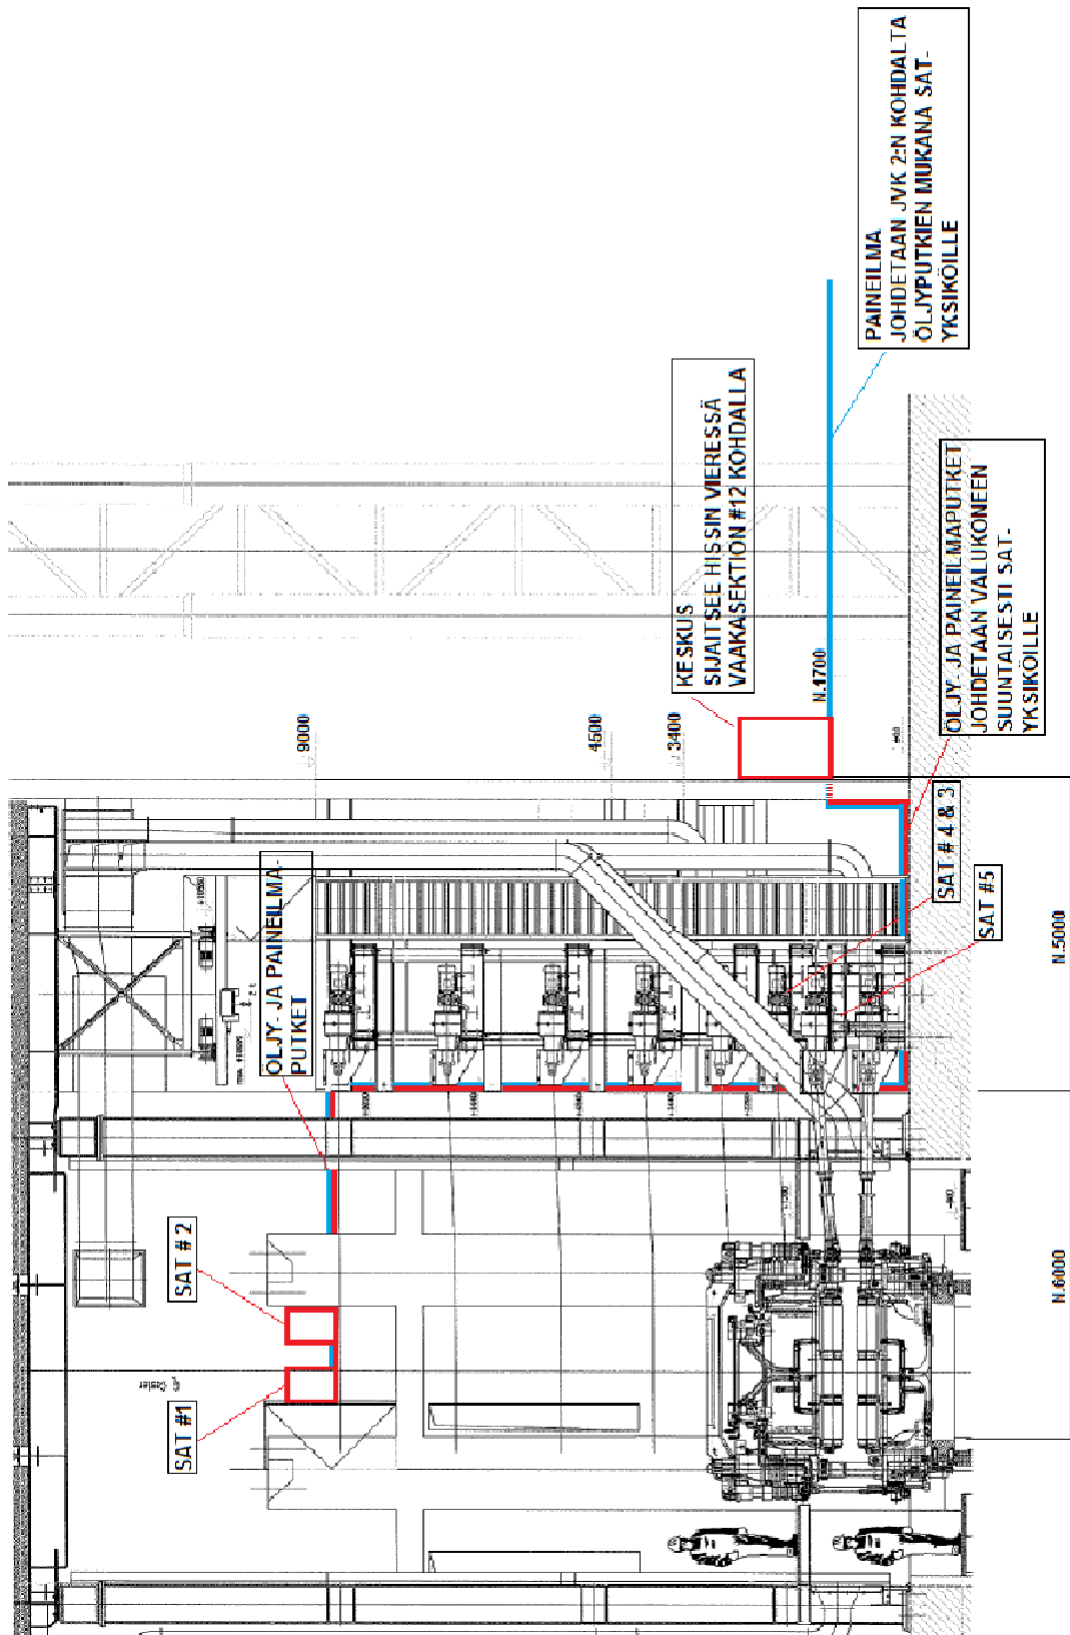 PAINEILMA
JOHDETAAN JVK 2:N KOHDALTA
ÖLJYPUTKIEN MUKANA SAT-
YKSIKÖILLE
KESKUS
SIJAITSEE HISSIN VIERESSÄ
VAAKASEKTION #12 KOHDALLA
N.1700
ÖLJY- JA PAINEILMAPUTKET
JOHDETAAN VALUKONEEN
SUUNTAISESTI SAT-
YKSIKÖILLE
9000
4500
3400
SAT # 4 & 3
SAT #5
N.5000
ÖLJY- JA PAINEILMA-
PUTKET
SAT # 2
SAT #1
Caster
N.6000